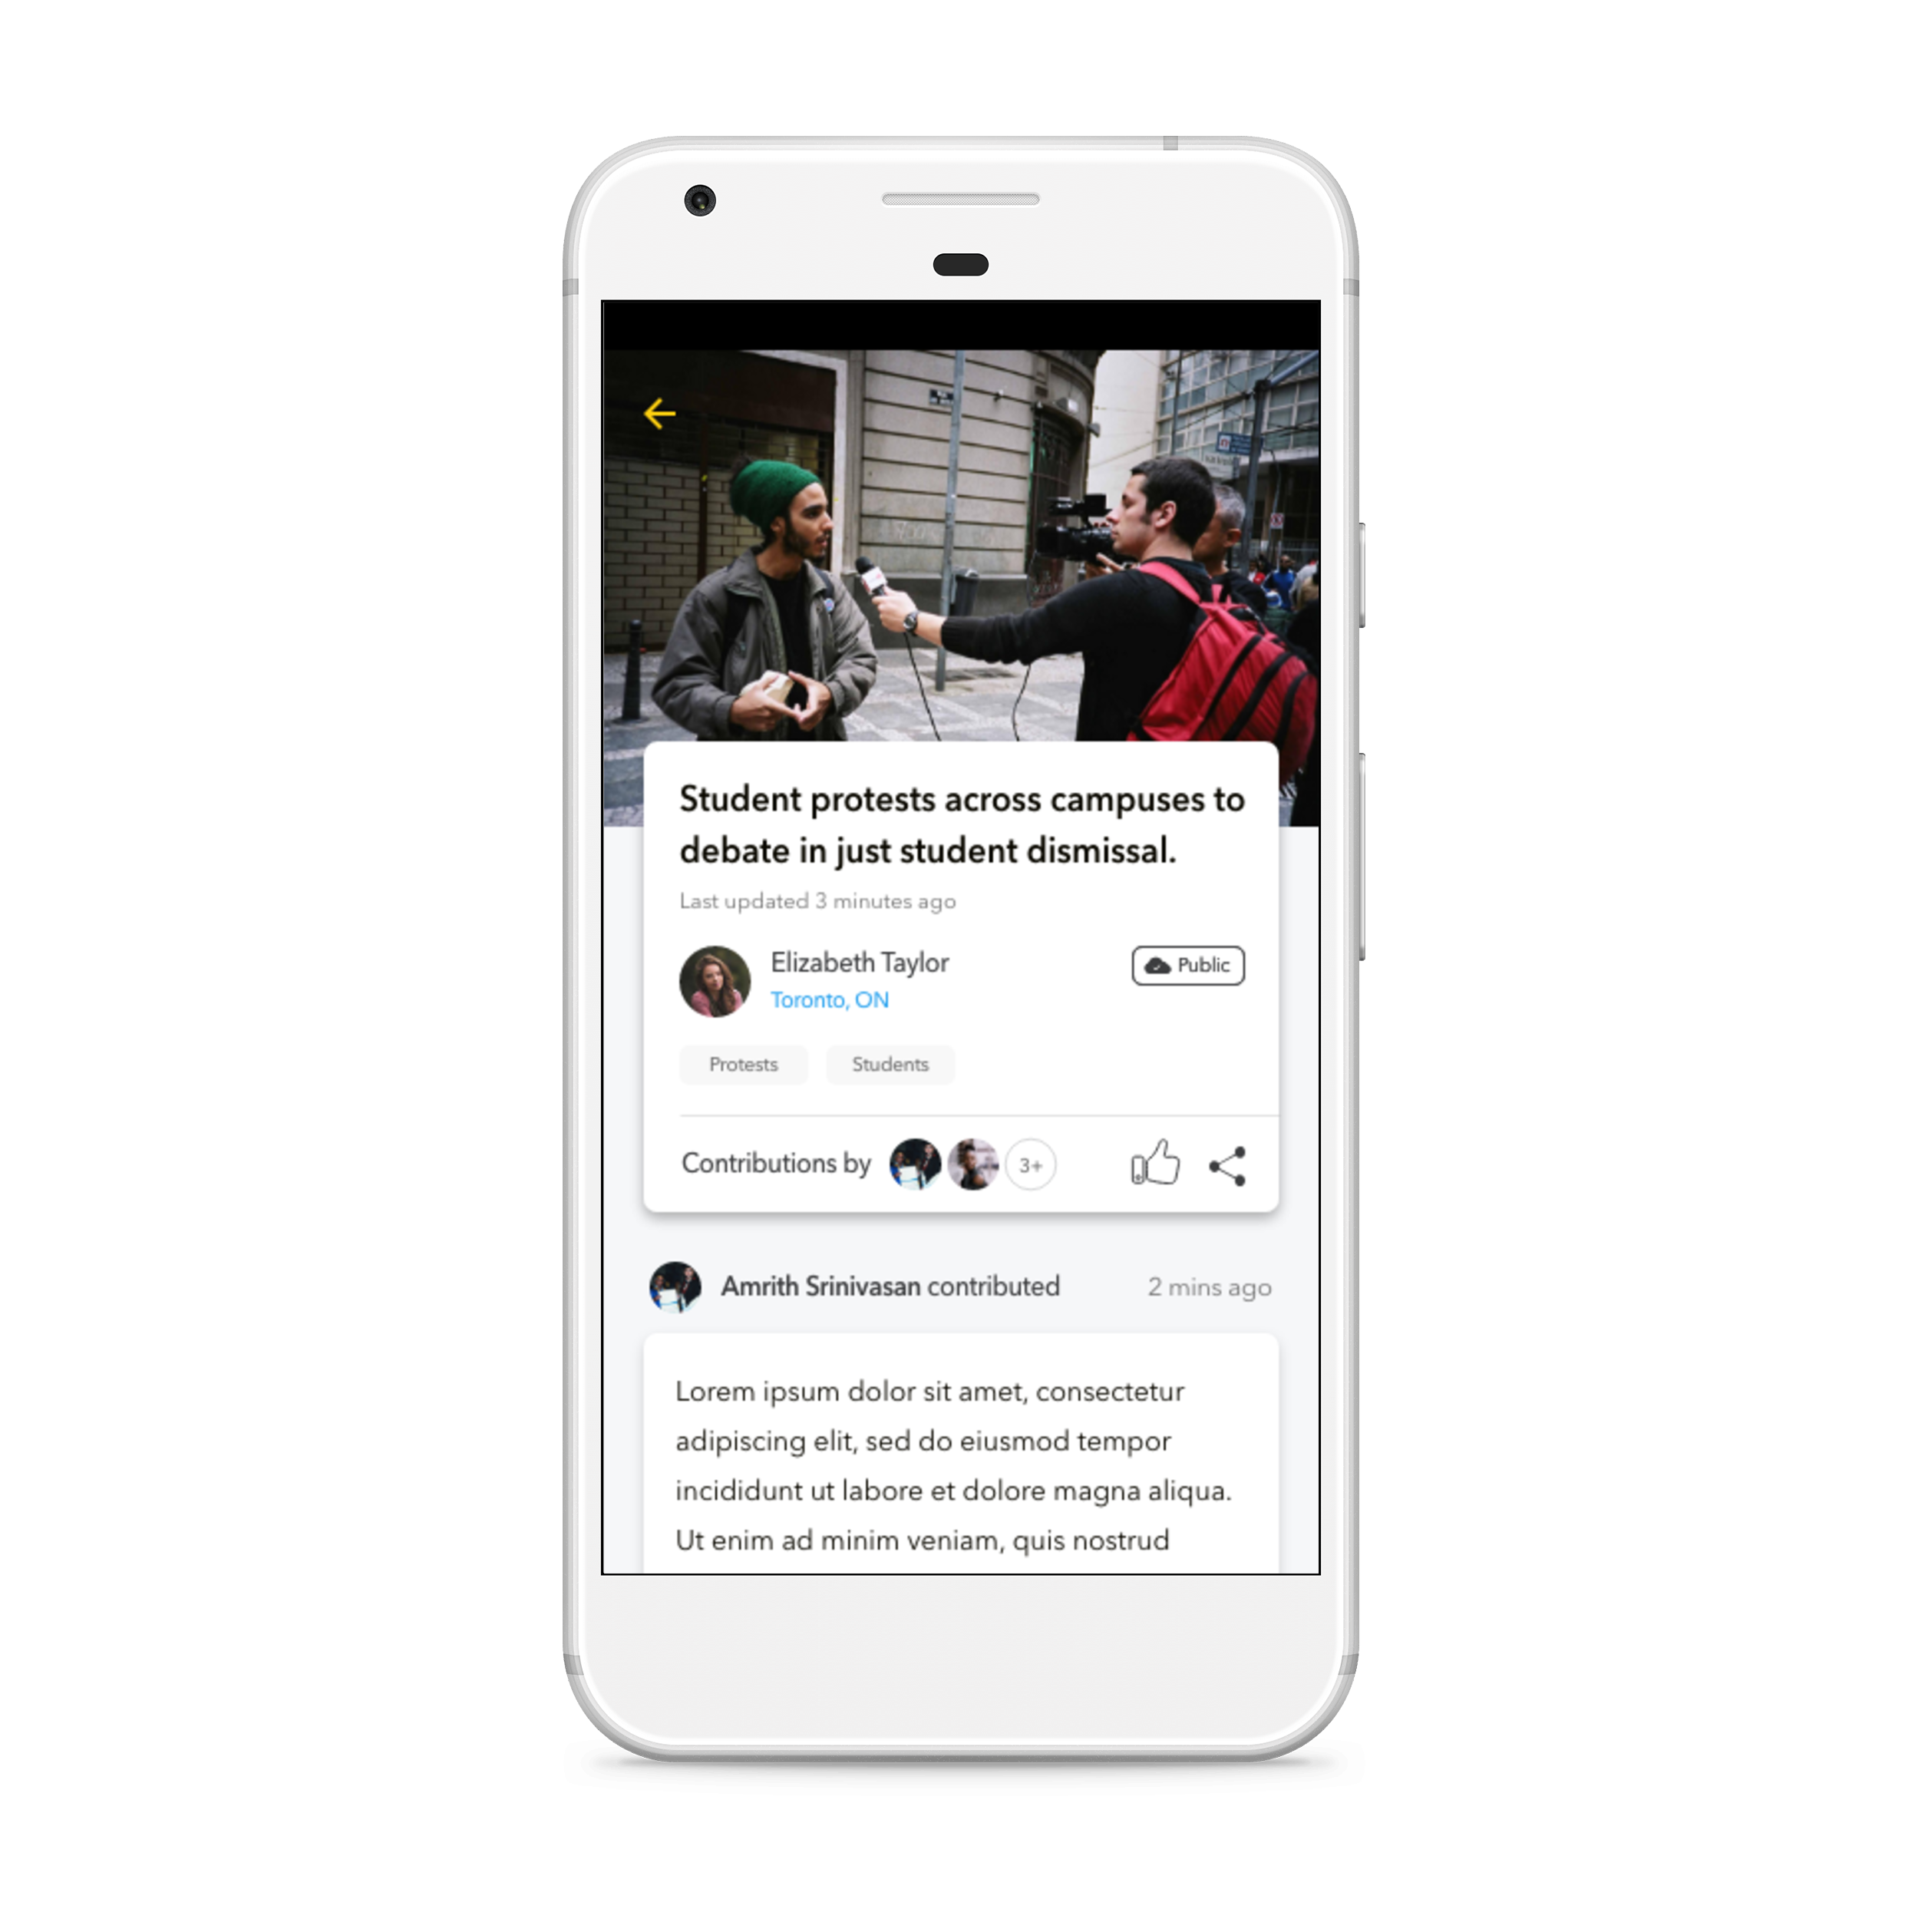 Student protests across campuses to
debate in just student dismissal.
Last updated 3 minutes ago
Elizabeth Taylor
Public
Toronto, ON
Protests
Students
Contributions by
3+
Amrith Srinivasan contributed
2 mins ago
Lorem ipsum dolor sit amet, consectetur
adipiscing elit, sed do eiusmod tempor
incididunt ut labore et dolore magna aliqua.
Ut enim ad minim veniam, quis nostrud